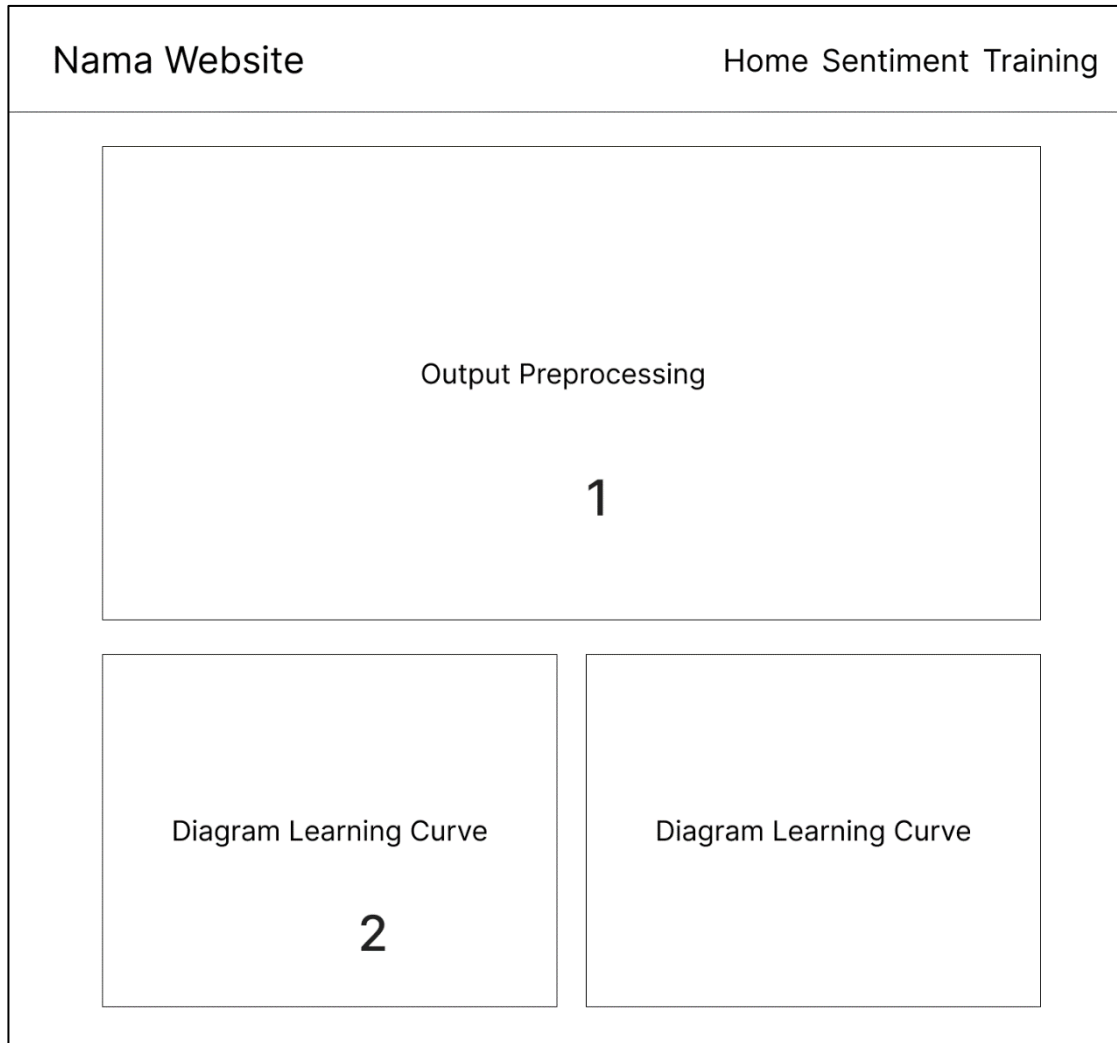 Nama Website
Home Sentiment Training
Output Preprocessing
1
Diagram Learning Curve
2
Diagram Learning Curve